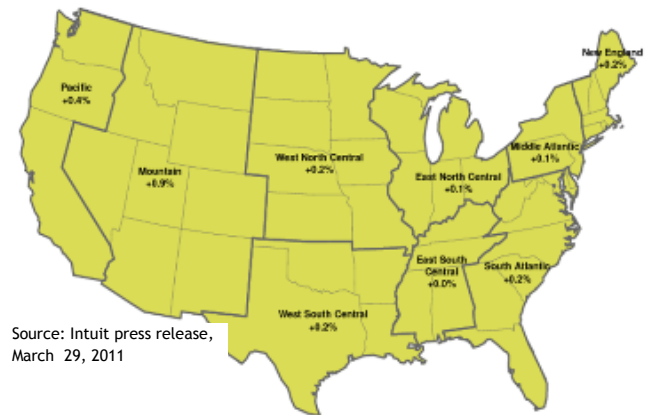 New England
+0.2%
Pacific
+0.4%
Middle Atlantic
+0.1%
West North Central
+0.2%
Mountain
+0.9%
East North Central
+0.1%
East South
Central
+0.0%
South Atlantic
+0.2%
West South Central
+0.2%
Source: Intuit press release,
March 29, 2011